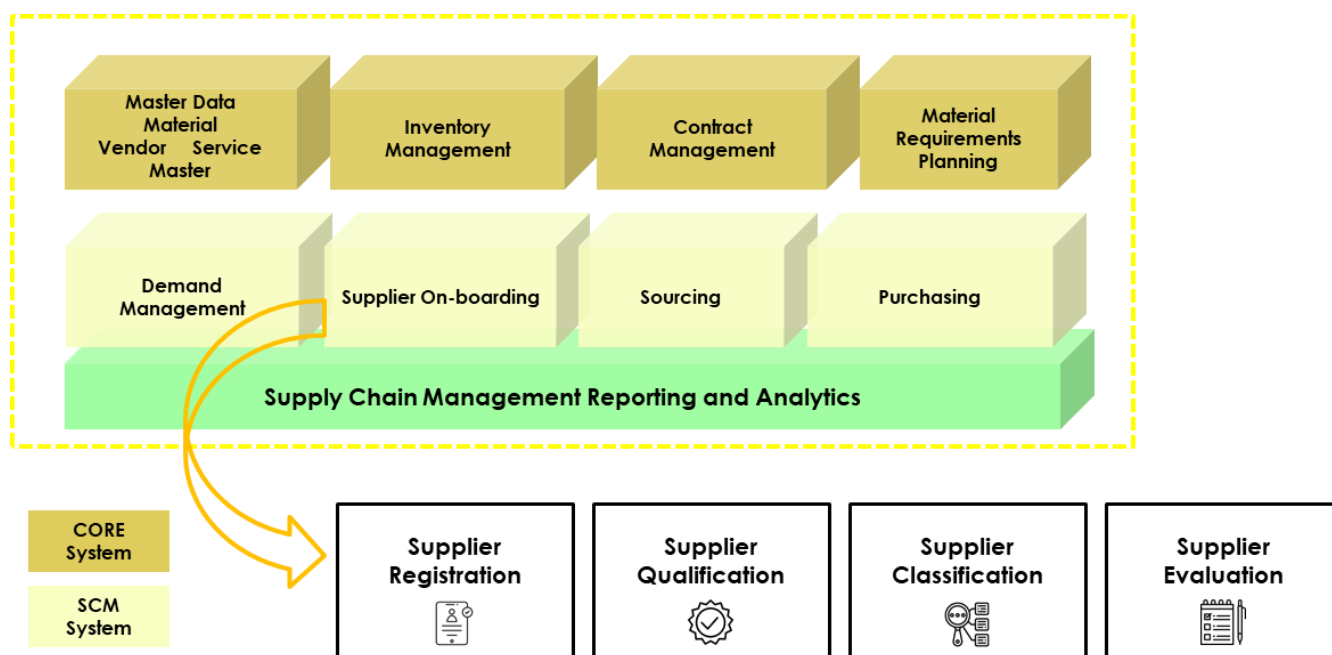 Master Data
Material
Vendor Service
Master
Inventory
Management
Contract
Management
Material
Requirements
Planning
Demand
Management
Supplier On-boarding
Sourcing
Purchasing
Supply Chain Management Reporting and Analytics
CORE
System
SCM
System
Supplier
Registration
Supplier
Qualification
Supplier
Classification
Supplier
Evaluation